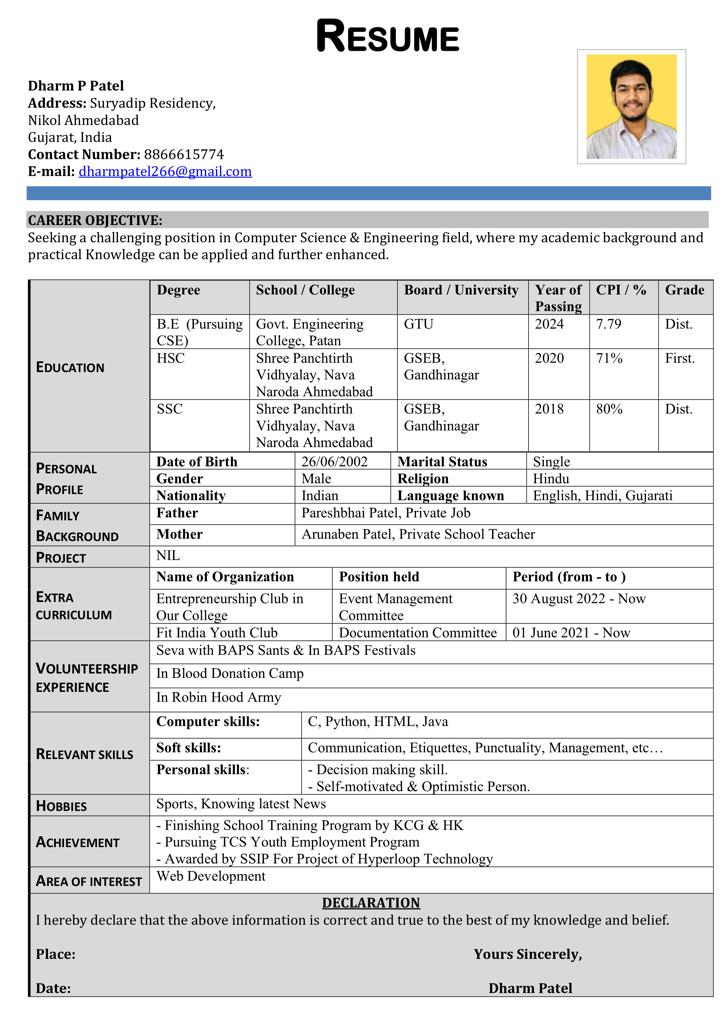 RESUME
Dharm P Patel
Address: Suryadip Residency,
Nikol Ahmedabad
Gujarat, India
Contact Number: 8866615774
E-mail: dharmpatel266@gmail.com
CAREER OBJECTIVE:
Seeking a challenging position in Computer Science & Engineering field, where my academic background and
practical Knowledge can be applied and further enhanced.
EDUCATION
Degree School / College Board / University Year of Passing CPI / % Grade
B.E (Pursuing CSE) Govt. Engineering College, Patan GTU 2024 7.79 Dist.
HSC Shree Panchtirth Vidhyalay, Nava Naroda Ahmedabad GSEB, Gandhinagar 2020 71% First.
SSC Shree Panchtirth Vidhyalay, Nava Naroda Ahmedabad GSEB, Gandhinagar 2018 80% Dist.
PERSONAL PROFILE
Date of Birth 26/06/2002 Marital Status Single
Gender Male Religion Hindu
Nationality Indian Language known English, Hindi, Gujarati
FAMILY BACKGROUND
Father Pareshbhai Patel, Private Job
Mother Arunaben Patel, Private School Teacher
PROJECT NIL
EXTRA CURRICULUM
Name of Organization Position held Period (from - to )
Entrepreneurship Club in Our College Event Management Committee 30 August 2022 - Now
Fit India Youth Club Documentation Committee 01 June 2021 - Now
VOLUNTEERSHIP EXPERIENCE
Seva with BAPS Sants & In BAPS Festivals
In Blood Donation Camp
In Robin Hood Army
RELEVANT SKILLS
Computer skills: C, Python, HTML, Java
Soft skills: Communication, Etiquettes, Punctuality, Management, etc…
Personal skills: - Decision making skill.
- Self-motivated & Optimistic Person.
HOBBIES Sports, Knowing latest News
ACHIEVEMENT
- Finishing School Training Program by KCG & HK
- Pursuing TCS Youth Employment Program
- Awarded by SSIP For Project of Hyperloop Technology
AREA OF INTEREST Web Development
DECLARATION
I hereby declare that the above information is correct and true to the best of my knowledge and belief.
Place: Yours Sincerely,
Date: Dharm Patel